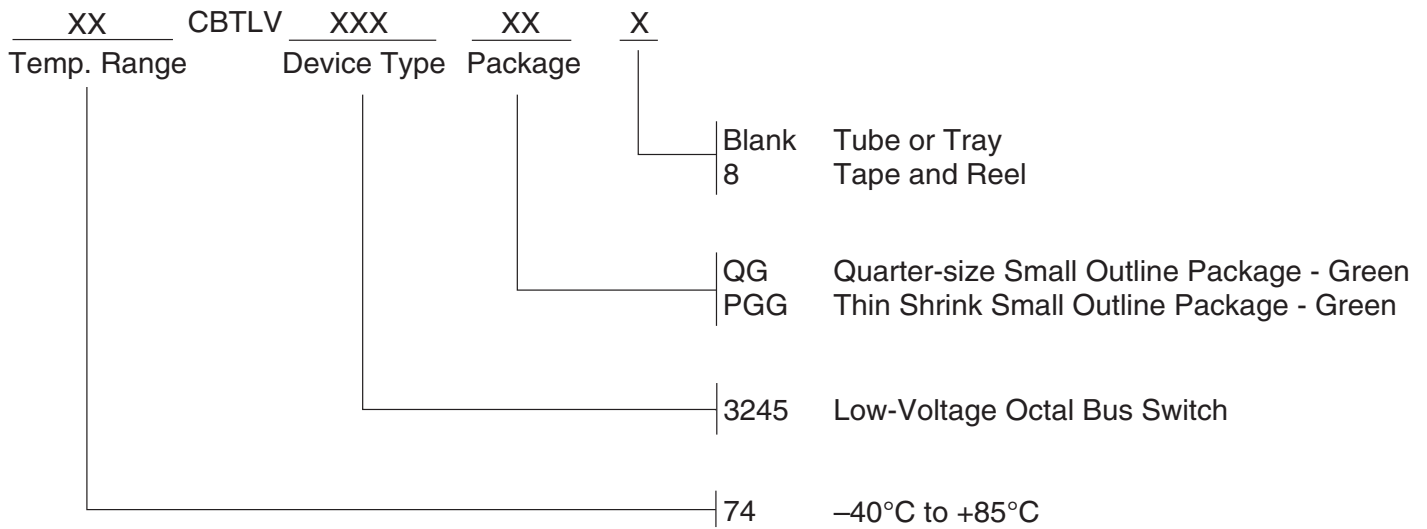 XX CBTLV XXX XX X
Temp. Range Device Type Package
Blank Tube or Tray
8 Tape and Reel
QG Quarter-size Small Outline Package - Green
PGG Thin Shrink Small Outline Package - Green
3245 Low-Voltage Octal Bus Switch
74 –40°C to +85°C